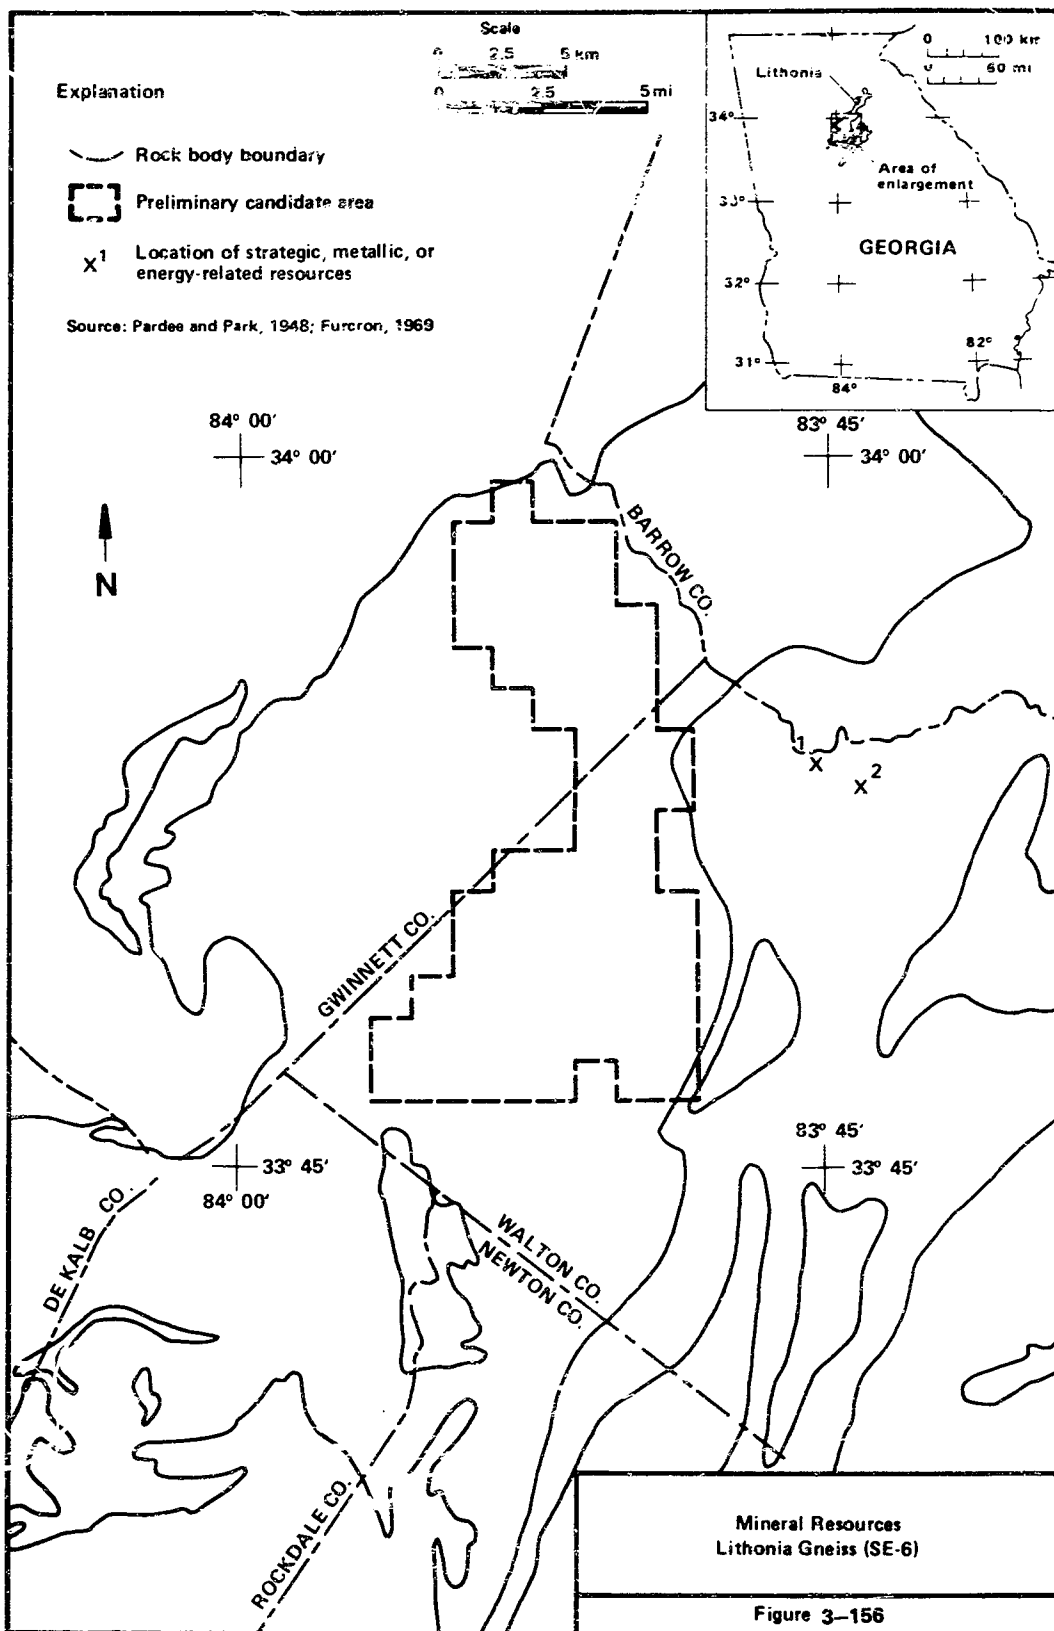 Scale
0 2.5 5 km
0 2.5 5 mi
Explanation
Rock body boundary
Preliminary candidate area
X1 Location of strategic, metallic, or
energy-related resources
Source: Pardee and Park, 1948; Furcron, 1969
0 100 km
0 60 mi
Lithonia
34°
Area of
enlargement
33°
GEORGIA
32°
31°
82°
84°
84° 00'
34° 00'
83° 45'
34° 00'
N
BARROW CO.
1
X
X2
GWINNETT CO.
33° 45'
84° 00'
83° 45'
33° 45'
DE KALB CO.
WALTON CO.
NEWTON CO.
ROCKDALE CO.
Mineral Resources
Lithonia Gneiss (SE-6)
Figure 3–156